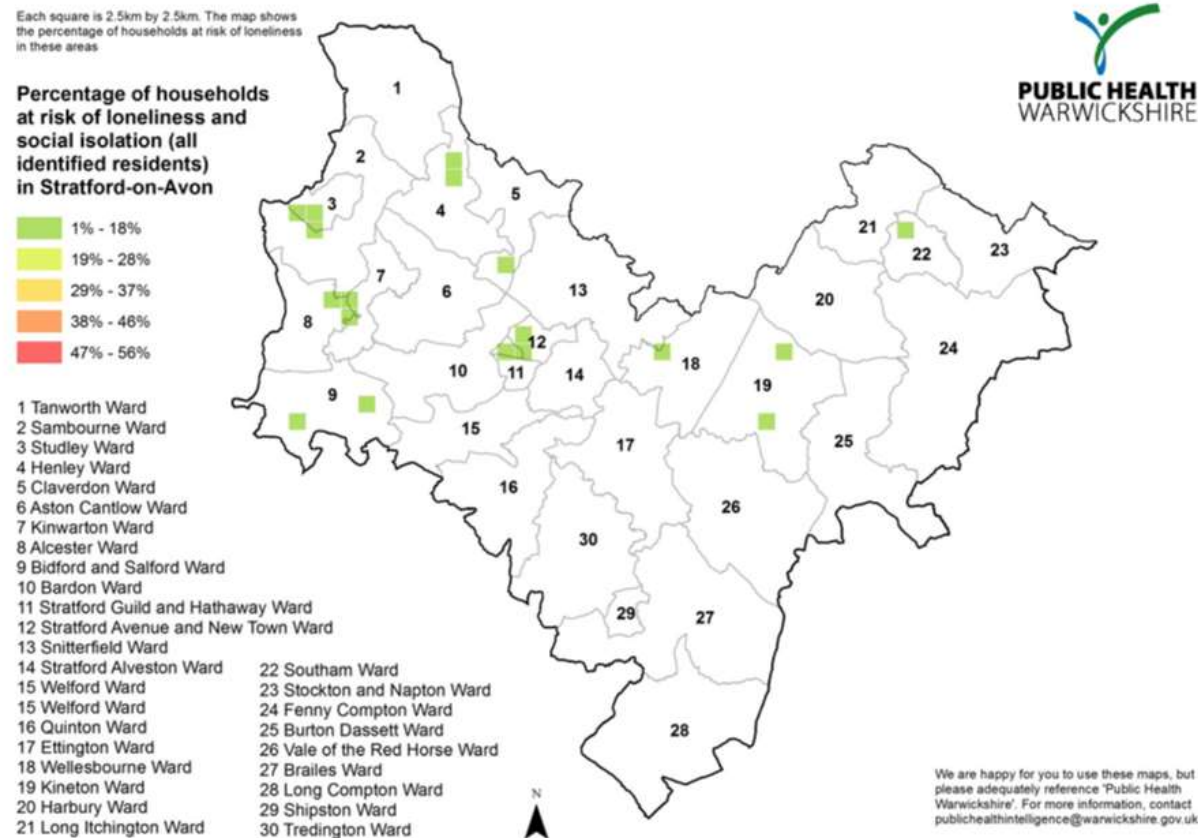 Each square is 2.5km by 2.5km. The map shows
the percentage of households at risk of loneliness
in these areas
PUBLIC HEALTH
WARWICKSHIRE
Percentage of households
at risk of loneliness and
social isolation (all
identified residents)
in Stratford-on-Avon
1% - 18%
19% - 28%
29% - 37%
38% - 46%
47% - 56%
1
2
3
4
5
6
7
8
9
10
11
12
13
14
15
16
17
18
19
20
21
22
23
24
25
26
27
28
29
30
1 Tanworth Ward
2 Sambourne Ward
3 Studley Ward
4 Henley Ward
5 Claverdon Ward
6 Aston Cantlow Ward
7 Kinwarton Ward
8 Alcester Ward
9 Bidford and Salford Ward
10 Bardon Ward
11 Stratford Guild and Hathaway Ward
12 Stratford Avenue and New Town Ward
13 Snitterfield Ward
14 Stratford Alveston Ward
15 Welford Ward
15 Welford Ward
16 Quinton Ward
17 Ettington Ward
18 Wellesbourne Ward
19 Kineton Ward
20 Harbury Ward
21 Long Itchington Ward
22 Southam Ward
23 Stockton and Napton Ward
24 Fenny Compton Ward
25 Burton Dassett Ward
26 Vale of the Red Horse Ward
27 Brailes Ward
28 Long Compton Ward
29 Shipston Ward
30 Tredington Ward
N
We are happy for you to use these maps, but
please adequately reference 'Public Health
Warwickshire'. For more information, contact
publichealthintelligence@warwickshire.gov.uk